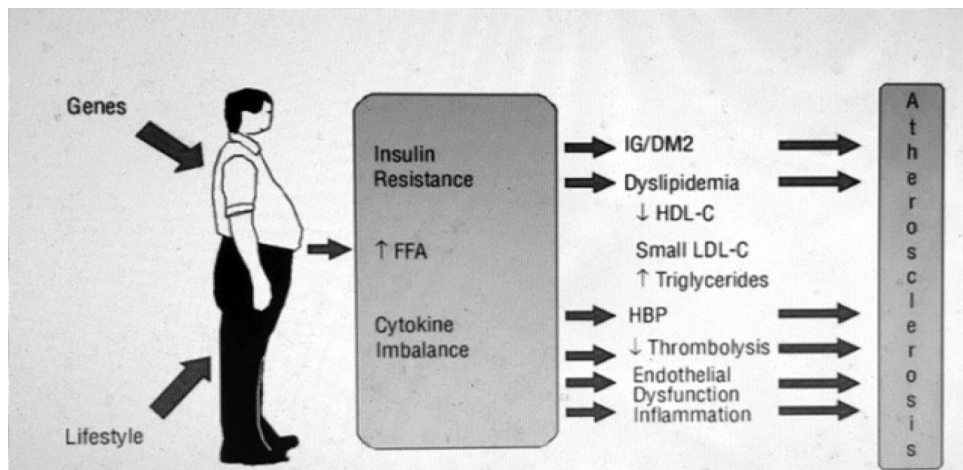 Genes
Lifestyle
Insulin
Resistance
↑ FFA
Cytokine
Imbalance
IG/DM2
Dyslipidemia
↓ HDL-C
Small LDL-C
↑ Triglycerides
HBP
↓ Thrombolysis
Endothelial
Dysfunction
Inflammation
Atherosclerosis